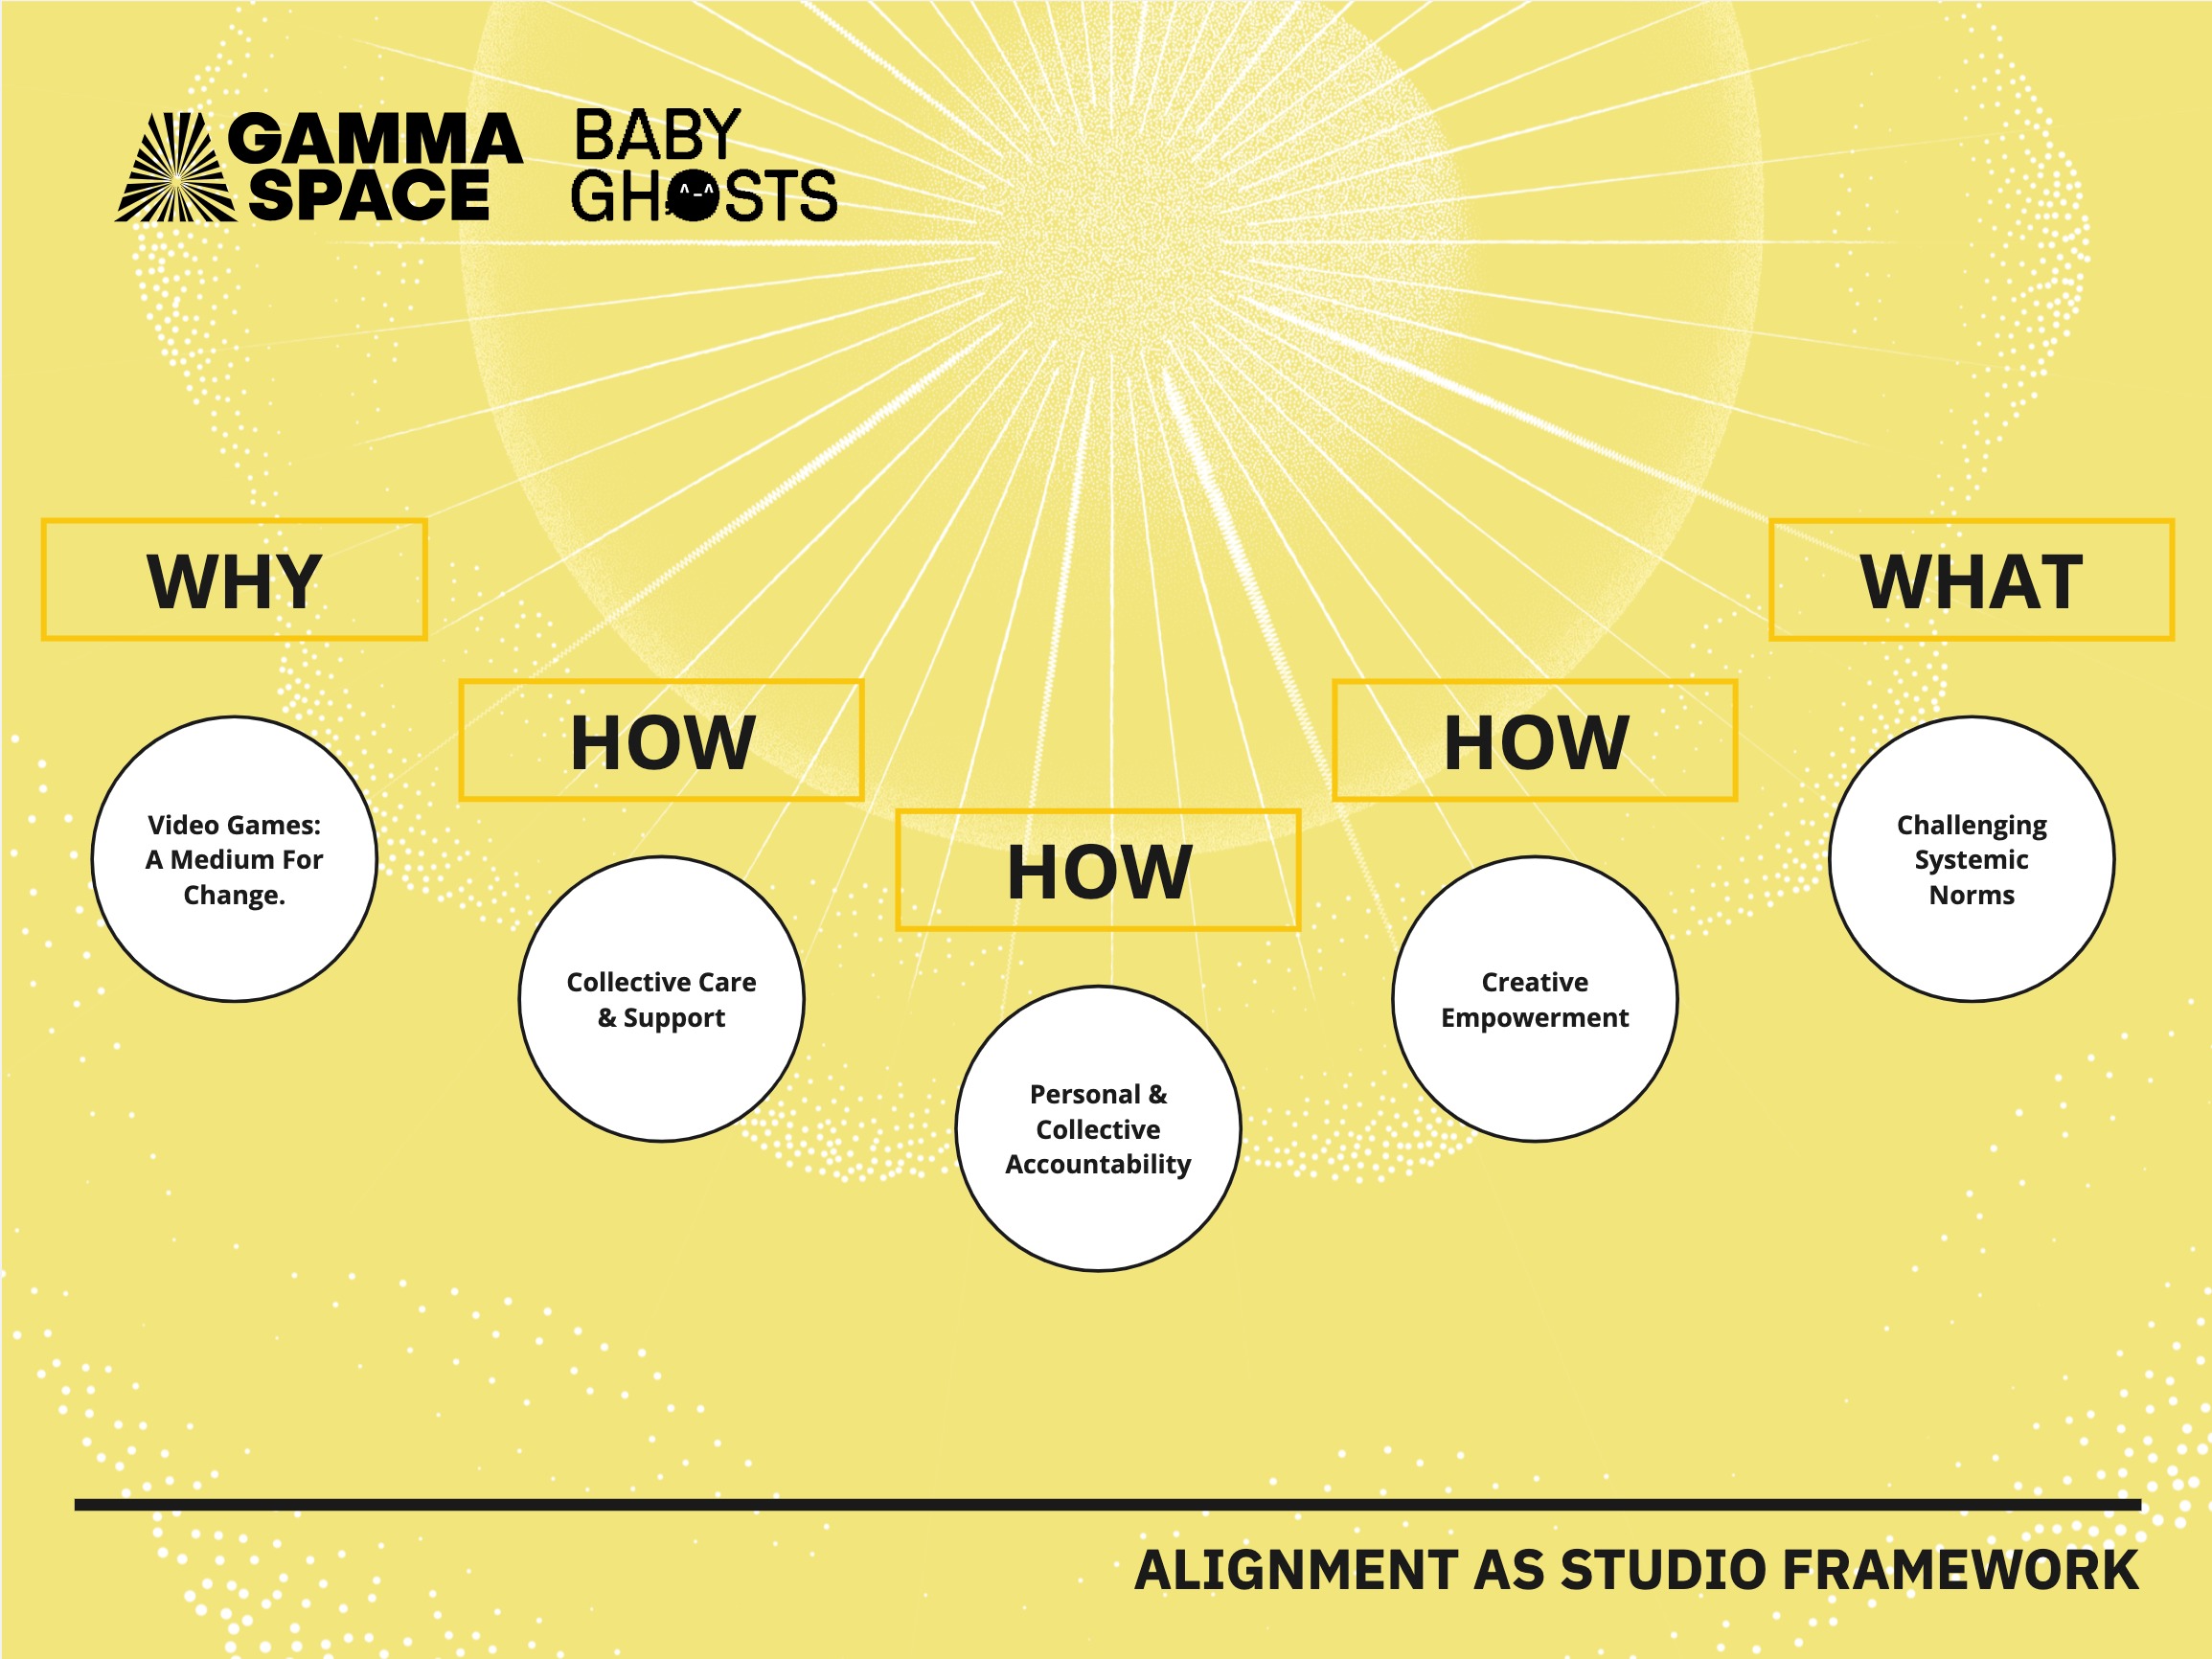 GAMMA
SPACE
BABY
GHOSTS
WHY
Video Games:
A Medium For
Change.
HOW
Collective Care
& Support
HOW
Personal &
Collective
Accountability
HOW
Creative
Empowerment
WHAT
Challenging
Systemic
Norms
ALIGNMENT AS STUDIO FRAMEWORK